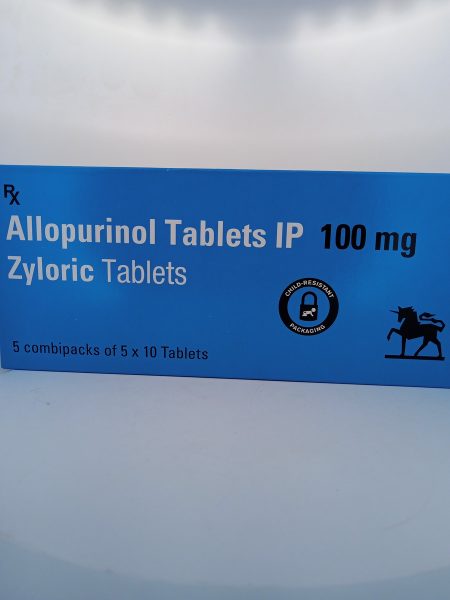 Rx
Allopurinol Tablets IP 100 mg
Zyloric Tablets
CHILD-RESISTANT
PACKAGING
5 combipacks of 5 x 10 Tablets